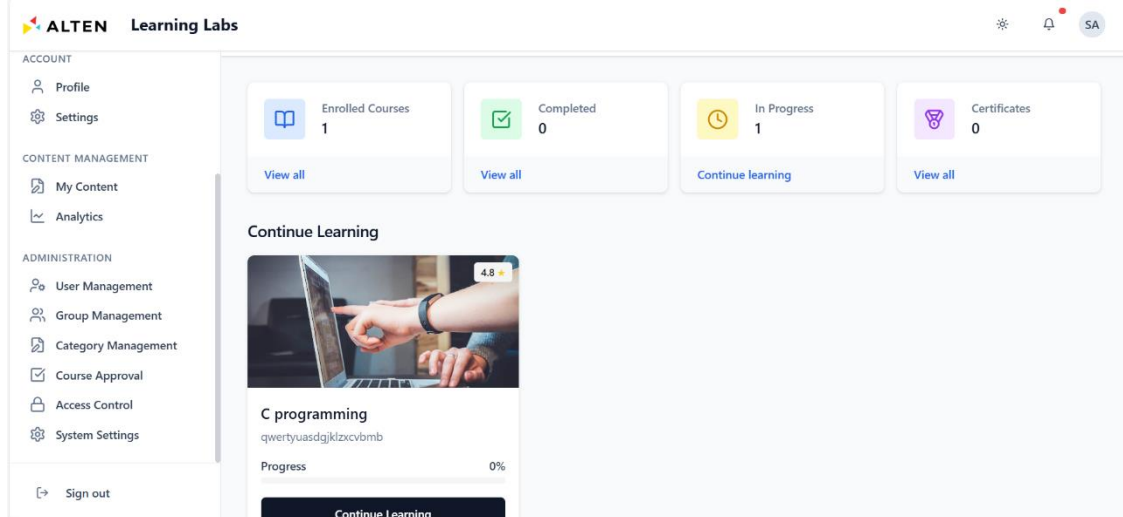 ALTEN Learning Labs
SA
ACCOUNT
Profile
Settings
CONTENT MANAGEMENT
My Content
Analytics
ADMINISTRATION
User Management
Group Management
Category Management
Course Approval
Access Control
System Settings
Sign out
Enrolled Courses
1
View all
Completed
0
View all
In Progress
1
Continue learning
Certificates
0
View all
Continue Learning
4.8
C programming
qwertyuasdgjklzxcvbmb
Progress 0%
Continue Learning